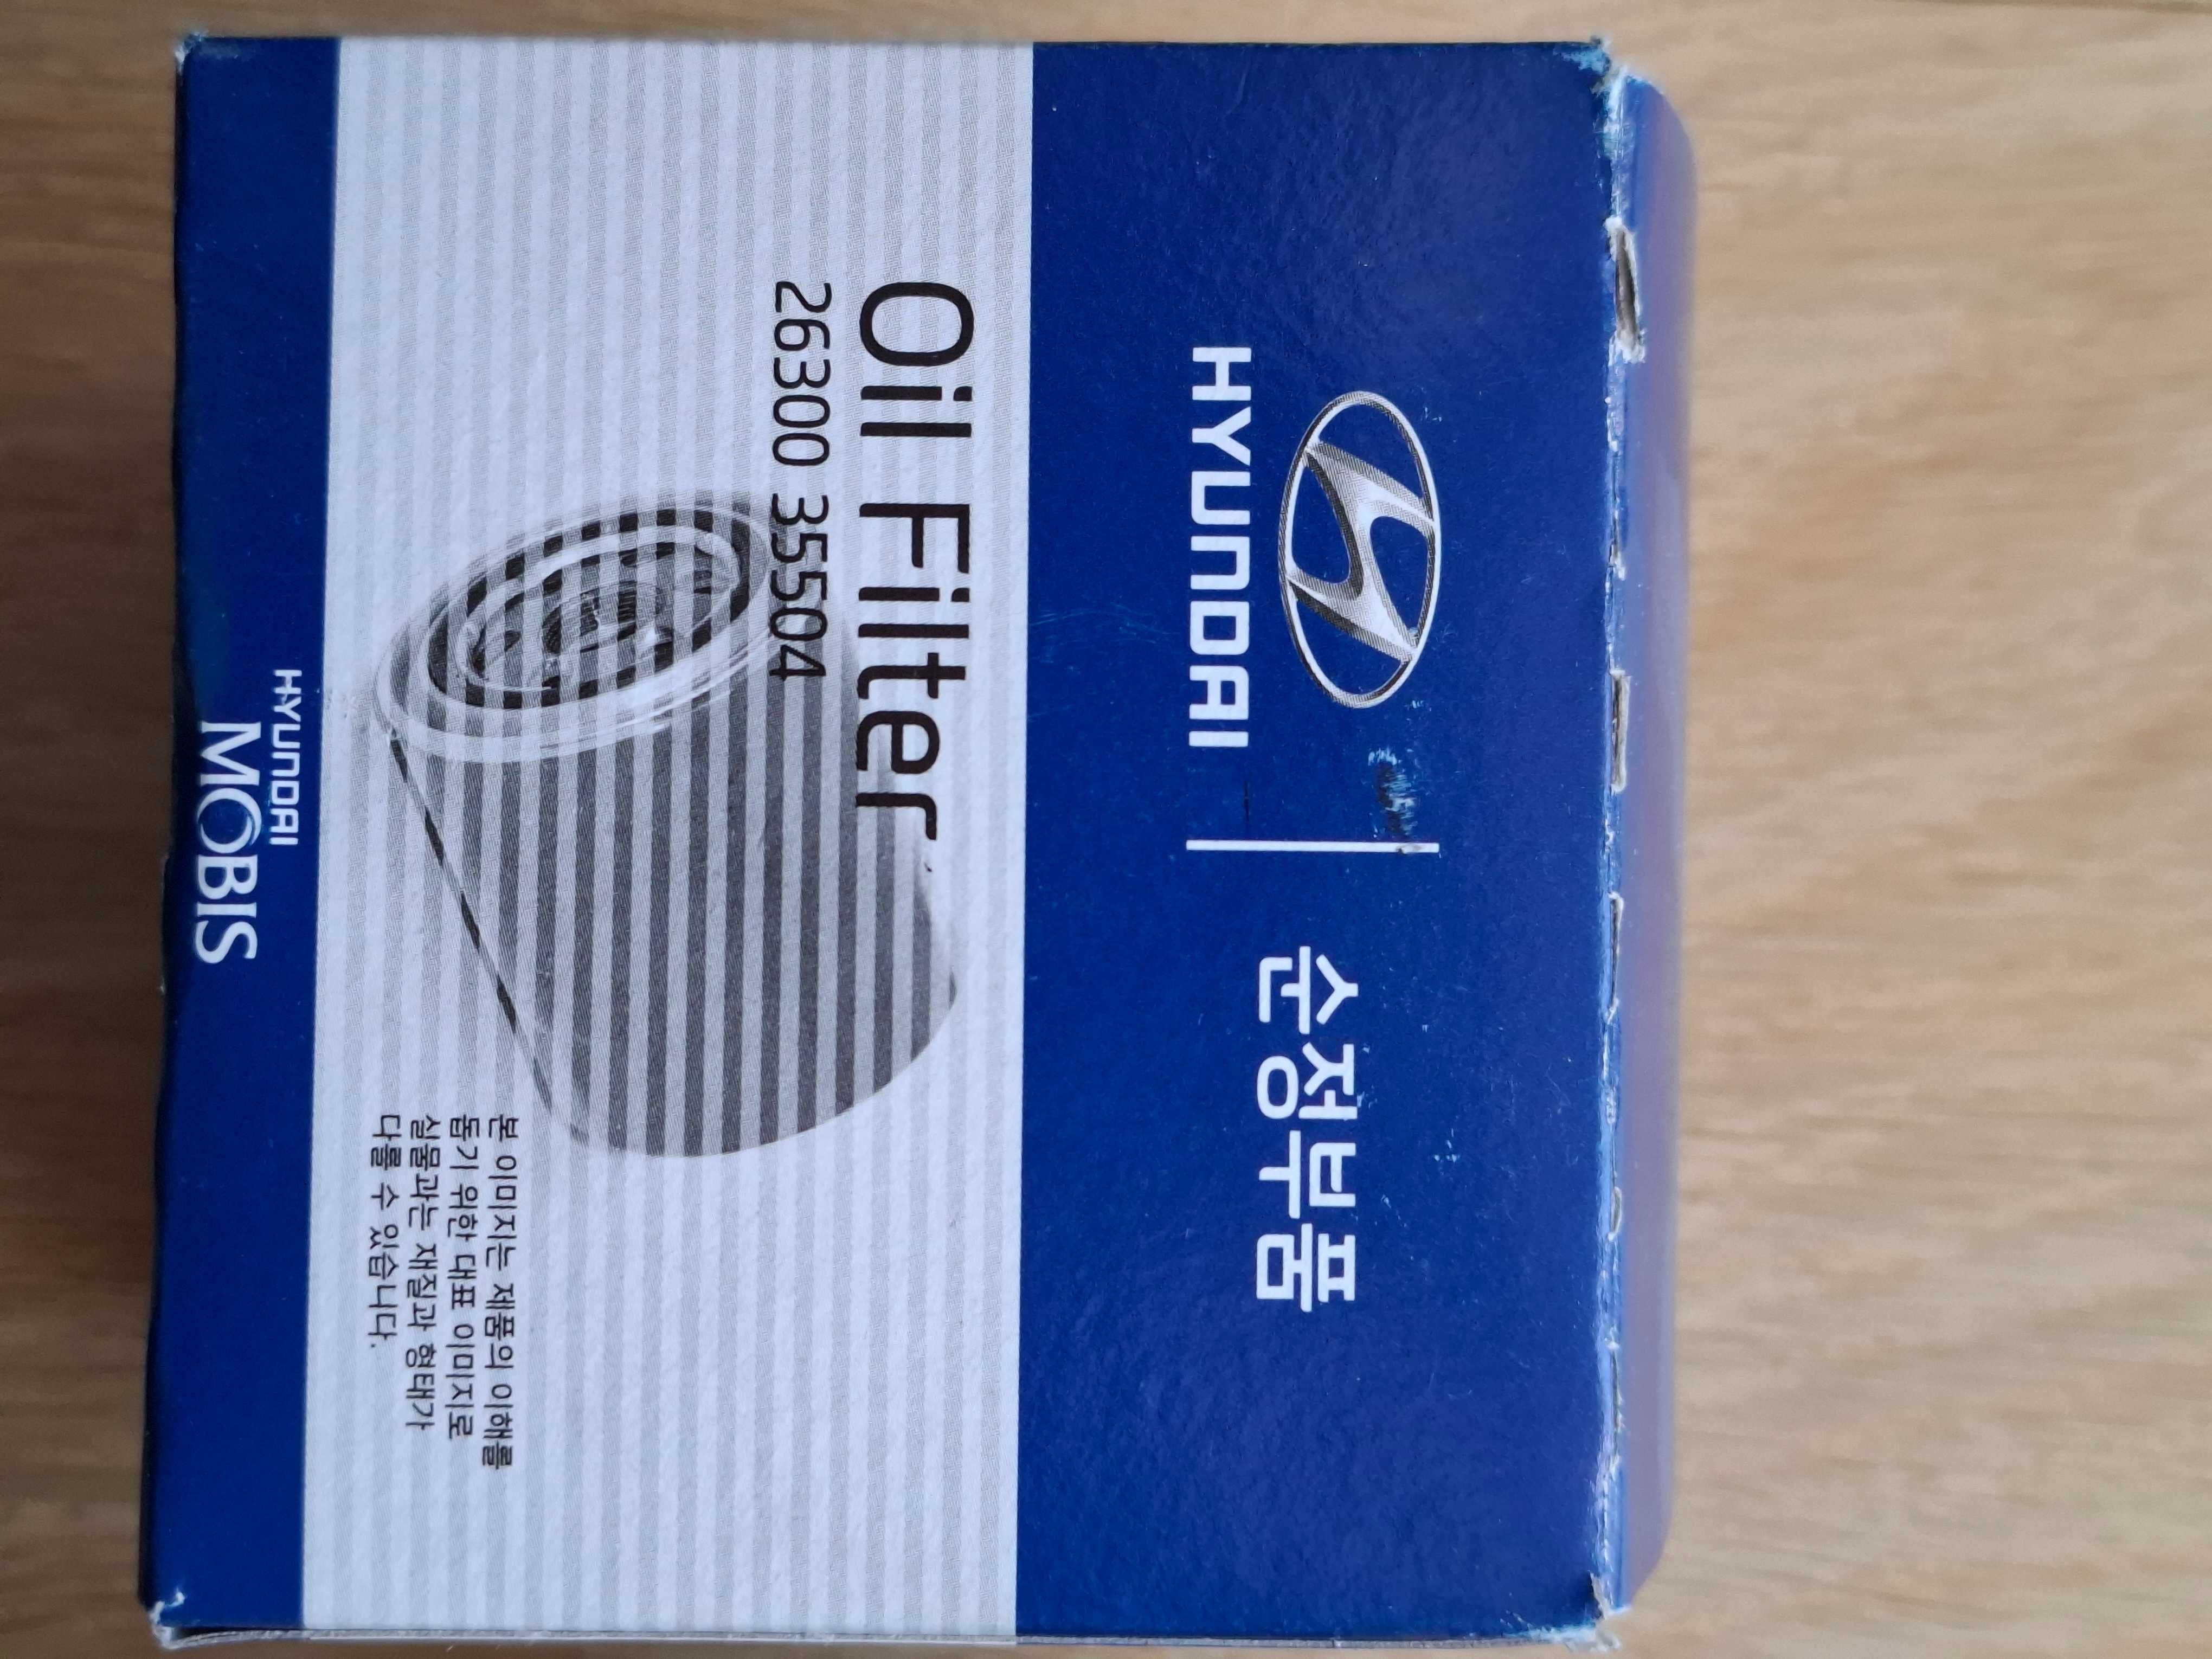 HYUNDAI
순정부품
Oil Filter
26300 35504
본 이미지는 제품의 이해를
돕기 위한 대표 이미지로
실물과는 재질과 형태가
다를 수 있습니다.
HYUNDAI
MOBIS